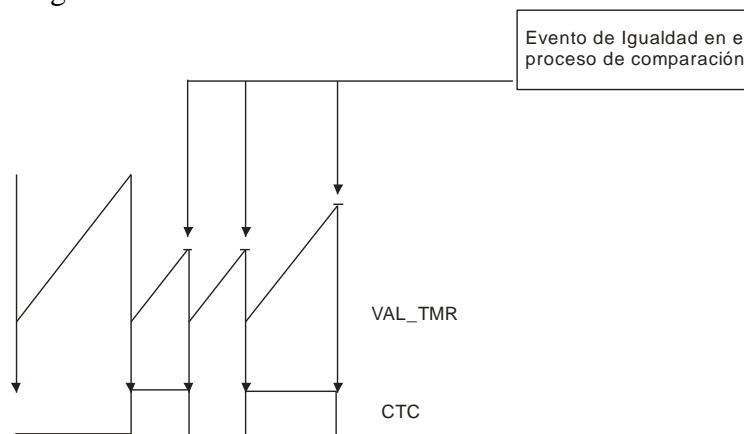 Evento de Igualdad en e
proceso de comparación
VAL_TMR
CTC